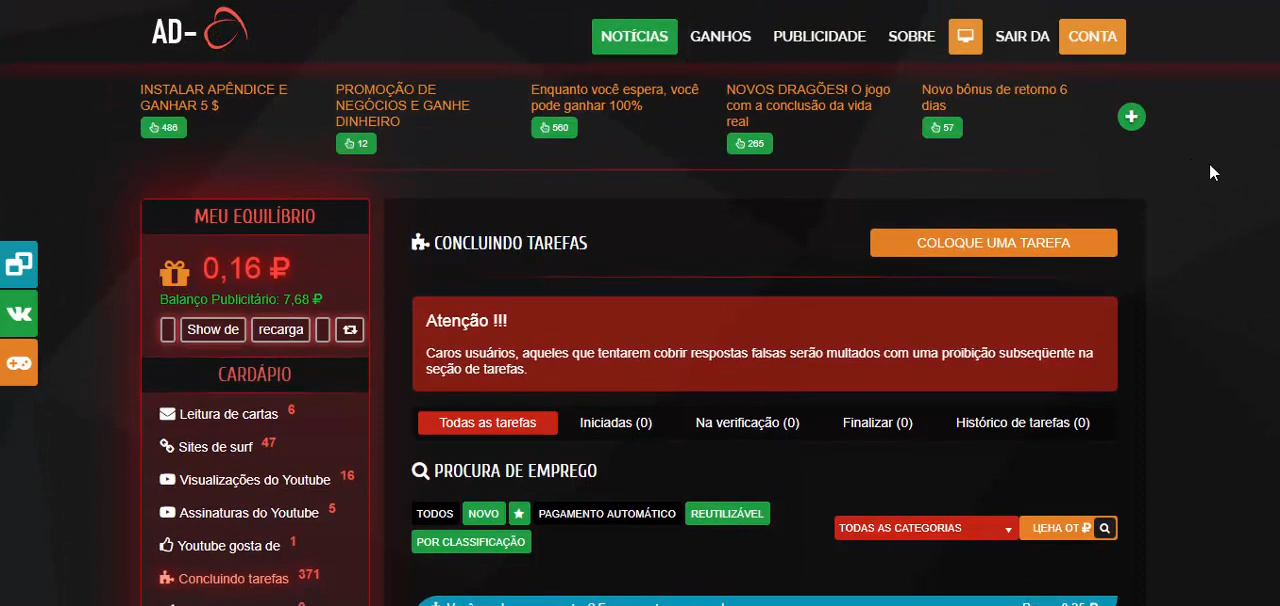 AD-
NOTÍCIAS GANHOS PUBLICIDADE SOBRE SAIR DA CONTA
INSTALAR APÊNDICE E
GANHAR 5 $
486
PROMOÇÃO DE
NEGÓCIOS E GANHE
DINHEIRO
12
Enquanto você espera, você
pode ganhar 100%
560
NOVOS DRAGÕES! O jogo
com a conclusão da vida
real
265
Novo bônus de retorno 6
dias
57
MEU EQUILÍBRIO
0,16 ₽
Balanço Publicitário: 7,68 ₽
Show de recarga
CARDÁPIO
Leitura de cartas 6
Sites de surf 47
Visualizações do Youtube 16
Assinaturas do Youtube 5
Youtube gosta de 1
Concluindo tarefas 371
CONCLUINDO TAREFAS
COLOQUE UMA TAREFA
Atenção !!!
Caros usuários, aqueles que tentarem cobrir respostas falsas serão multados com uma proibição subseqüente na
seção de tarefas.
Todas as tarefas Iniciadas (0) Na verificação (0) Finalizar (0) Histórico de tarefas (0)
PROCURA DE EMPREGO
TODOS NOVO PAGAMENTO AUTOMÁTICO REUTILIZÁVEL
POR CLASSIFICAÇÃO
TODAS AS CATEGORIAS
ЦЕНА ОТ ₽